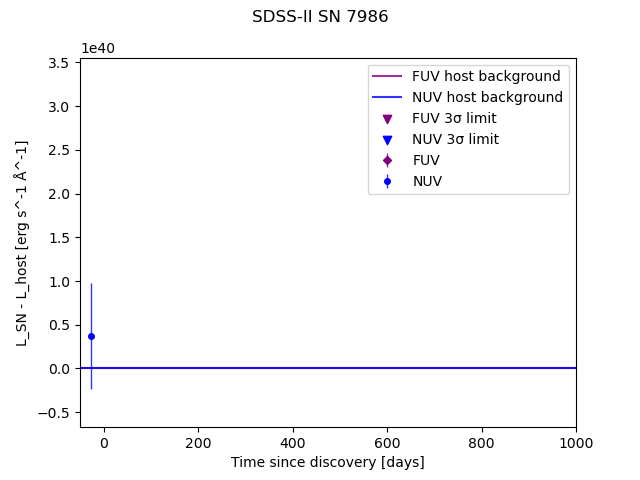 SDSS-II SN 7986
1e40
3.5
3.0
2.5
2.0
1.5
1.0
0.5
0.0
−0.5
L_SN - L_host [erg s^-1 Å^-1]
FUV host background
NUV host background
FUV 3σ limit
NUV 3σ limit
FUV
NUV
0 200 400 600 800 1000
Time since discovery [days]